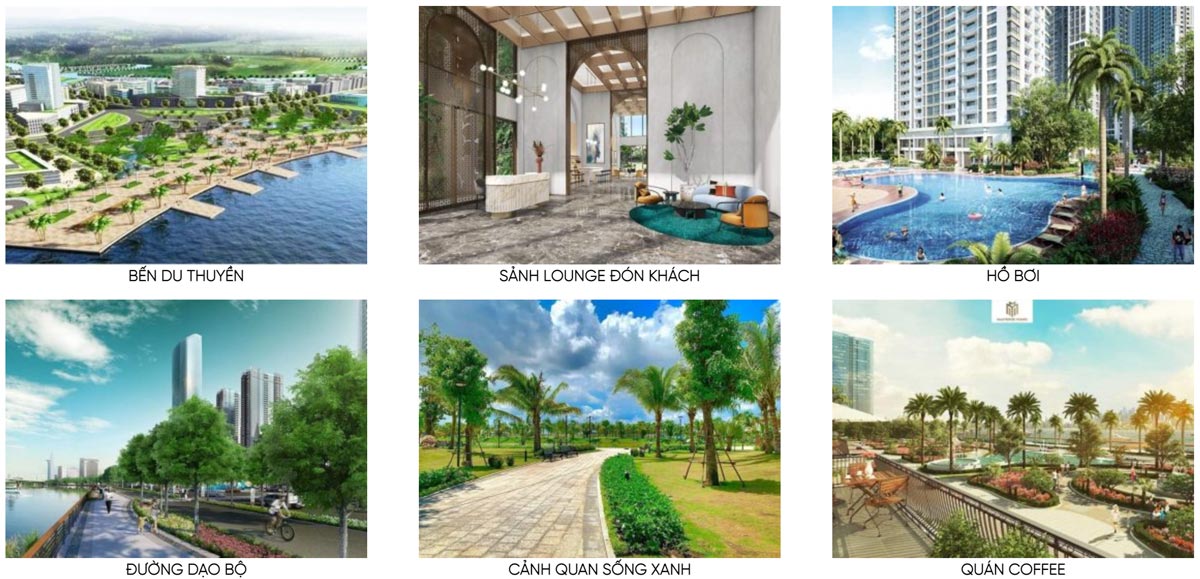 BẾN DU THUYỀN
SẢNH LOUNGE ĐÓN KHÁCH
HỒ BƠI
ĐƯỜNG DẠO BỘ
CẢNH QUAN SỐNG XANH
QUÁN COFFEE